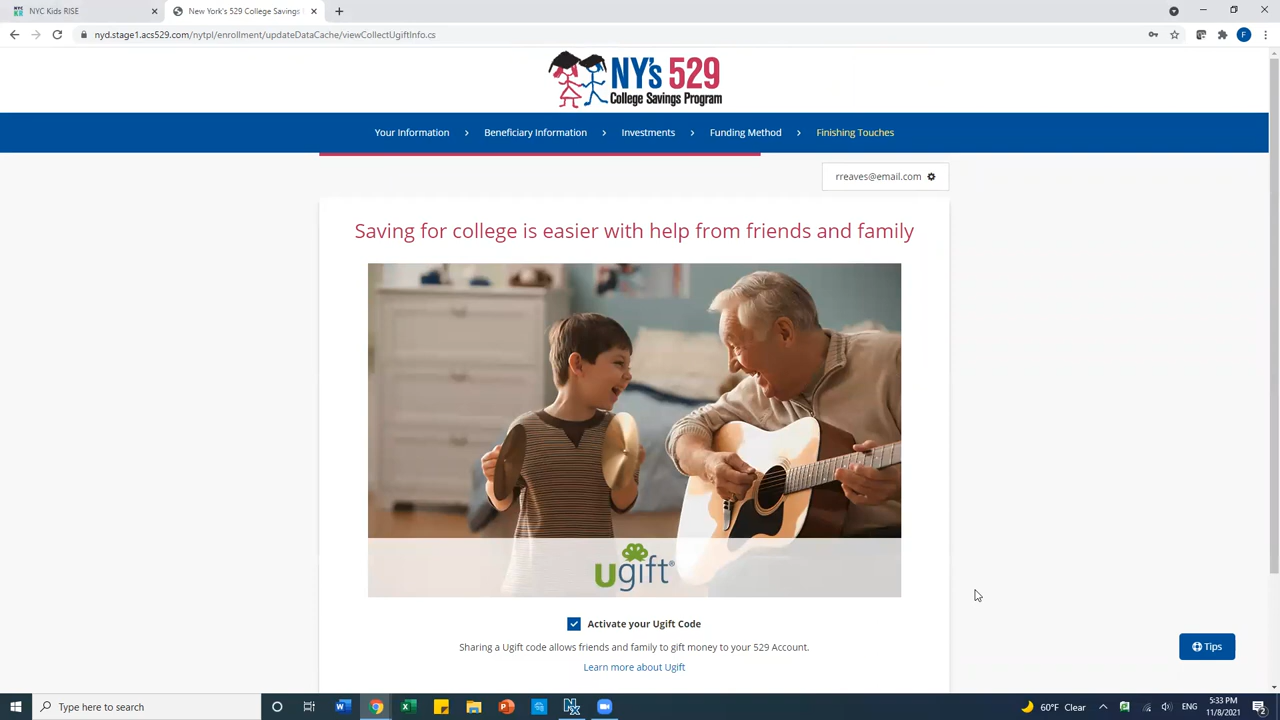 NYC Kids RISE
New York's 529 College Savings
nyd.stage1.acs529.com/nytpl/enrollment/updateDataCache/viewCollectUgiftInfo.cs
F
NY's 529
College Savings Program
Your Information > Beneficiary Information > Investments > Funding Method > Finishing Touches
rreaves@email.com
Saving for college is easier with help from friends and family
ugift®
Activate your Ugift Code
Sharing a Ugift code allows friends and family to gift money to your 529 Account.
Learn more about Ugift
Tips
Type here to search
60°F Clear
ENG
5:33 PM
11/8/2021
2